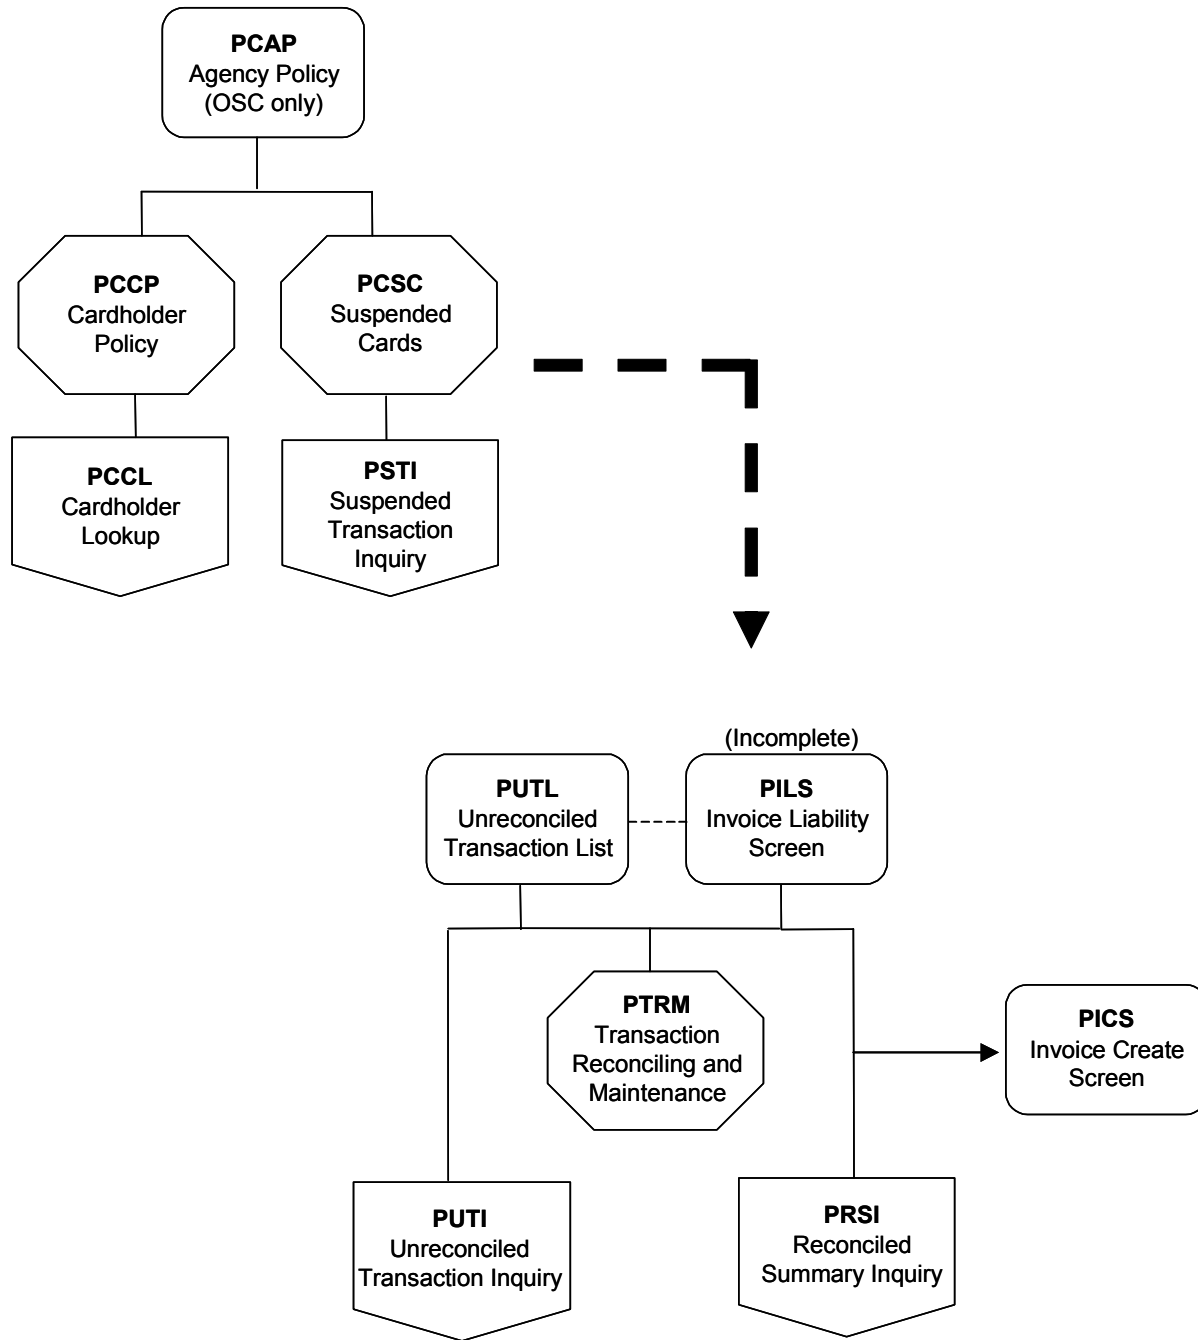 PCAP
Agency Policy
(OSC only)
PCCP
Cardholder
Policy
PCSC
Suspended
Cards
PCCL
Cardholder
Lookup
PSTI
Suspended
Transaction
Inquiry
(Incomplete)
PUTL
Unreconciled
Transaction List
PILS
Invoice Liability
Screen
PTRM
Transaction
Reconciling and
Maintenance
PICS
Invoice Create
Screen
PUTI
Unreconciled
Transaction Inquiry
PRSI
Reconciled
Summary Inquiry